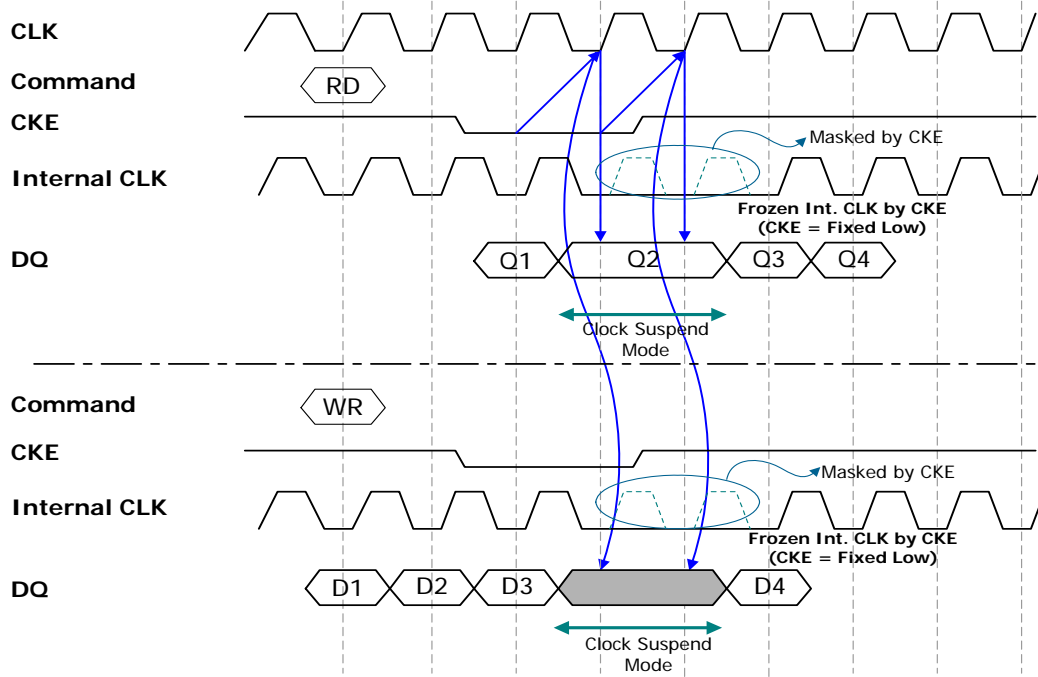 CLK
Command
RD
CKE
Masked by CKE
Internal CLK
Frozen Int. CLK by CKE
(CKE = Fixed Low)
DQ
Q1
Q2
Q3
Q4
Clock Suspend
Mode
Command
WR
CKE
Masked by CKE
Internal CLK
Frozen Int. CLK by CKE
(CKE = Fixed Low)
DQ
D1
D2
D3
D4
Clock Suspend
Mode